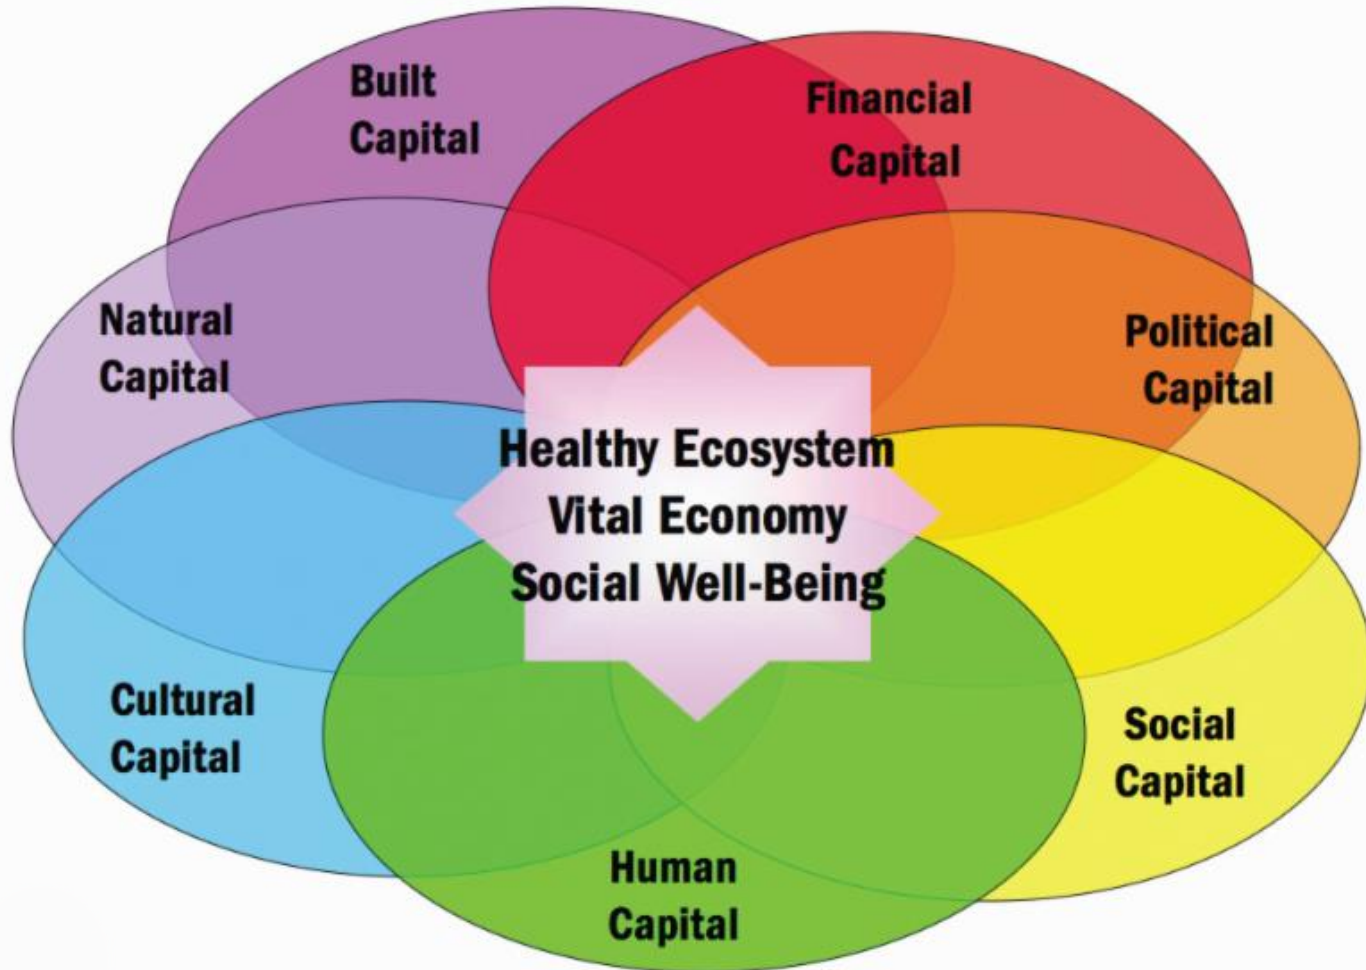 Built
Capital
Financial
Capital
Natural
Capital
Political
Capital
Healthy Ecosystem
Vital Economy
Social Well-Being
Cultural
Capital
Social
Capital
Human
Capital